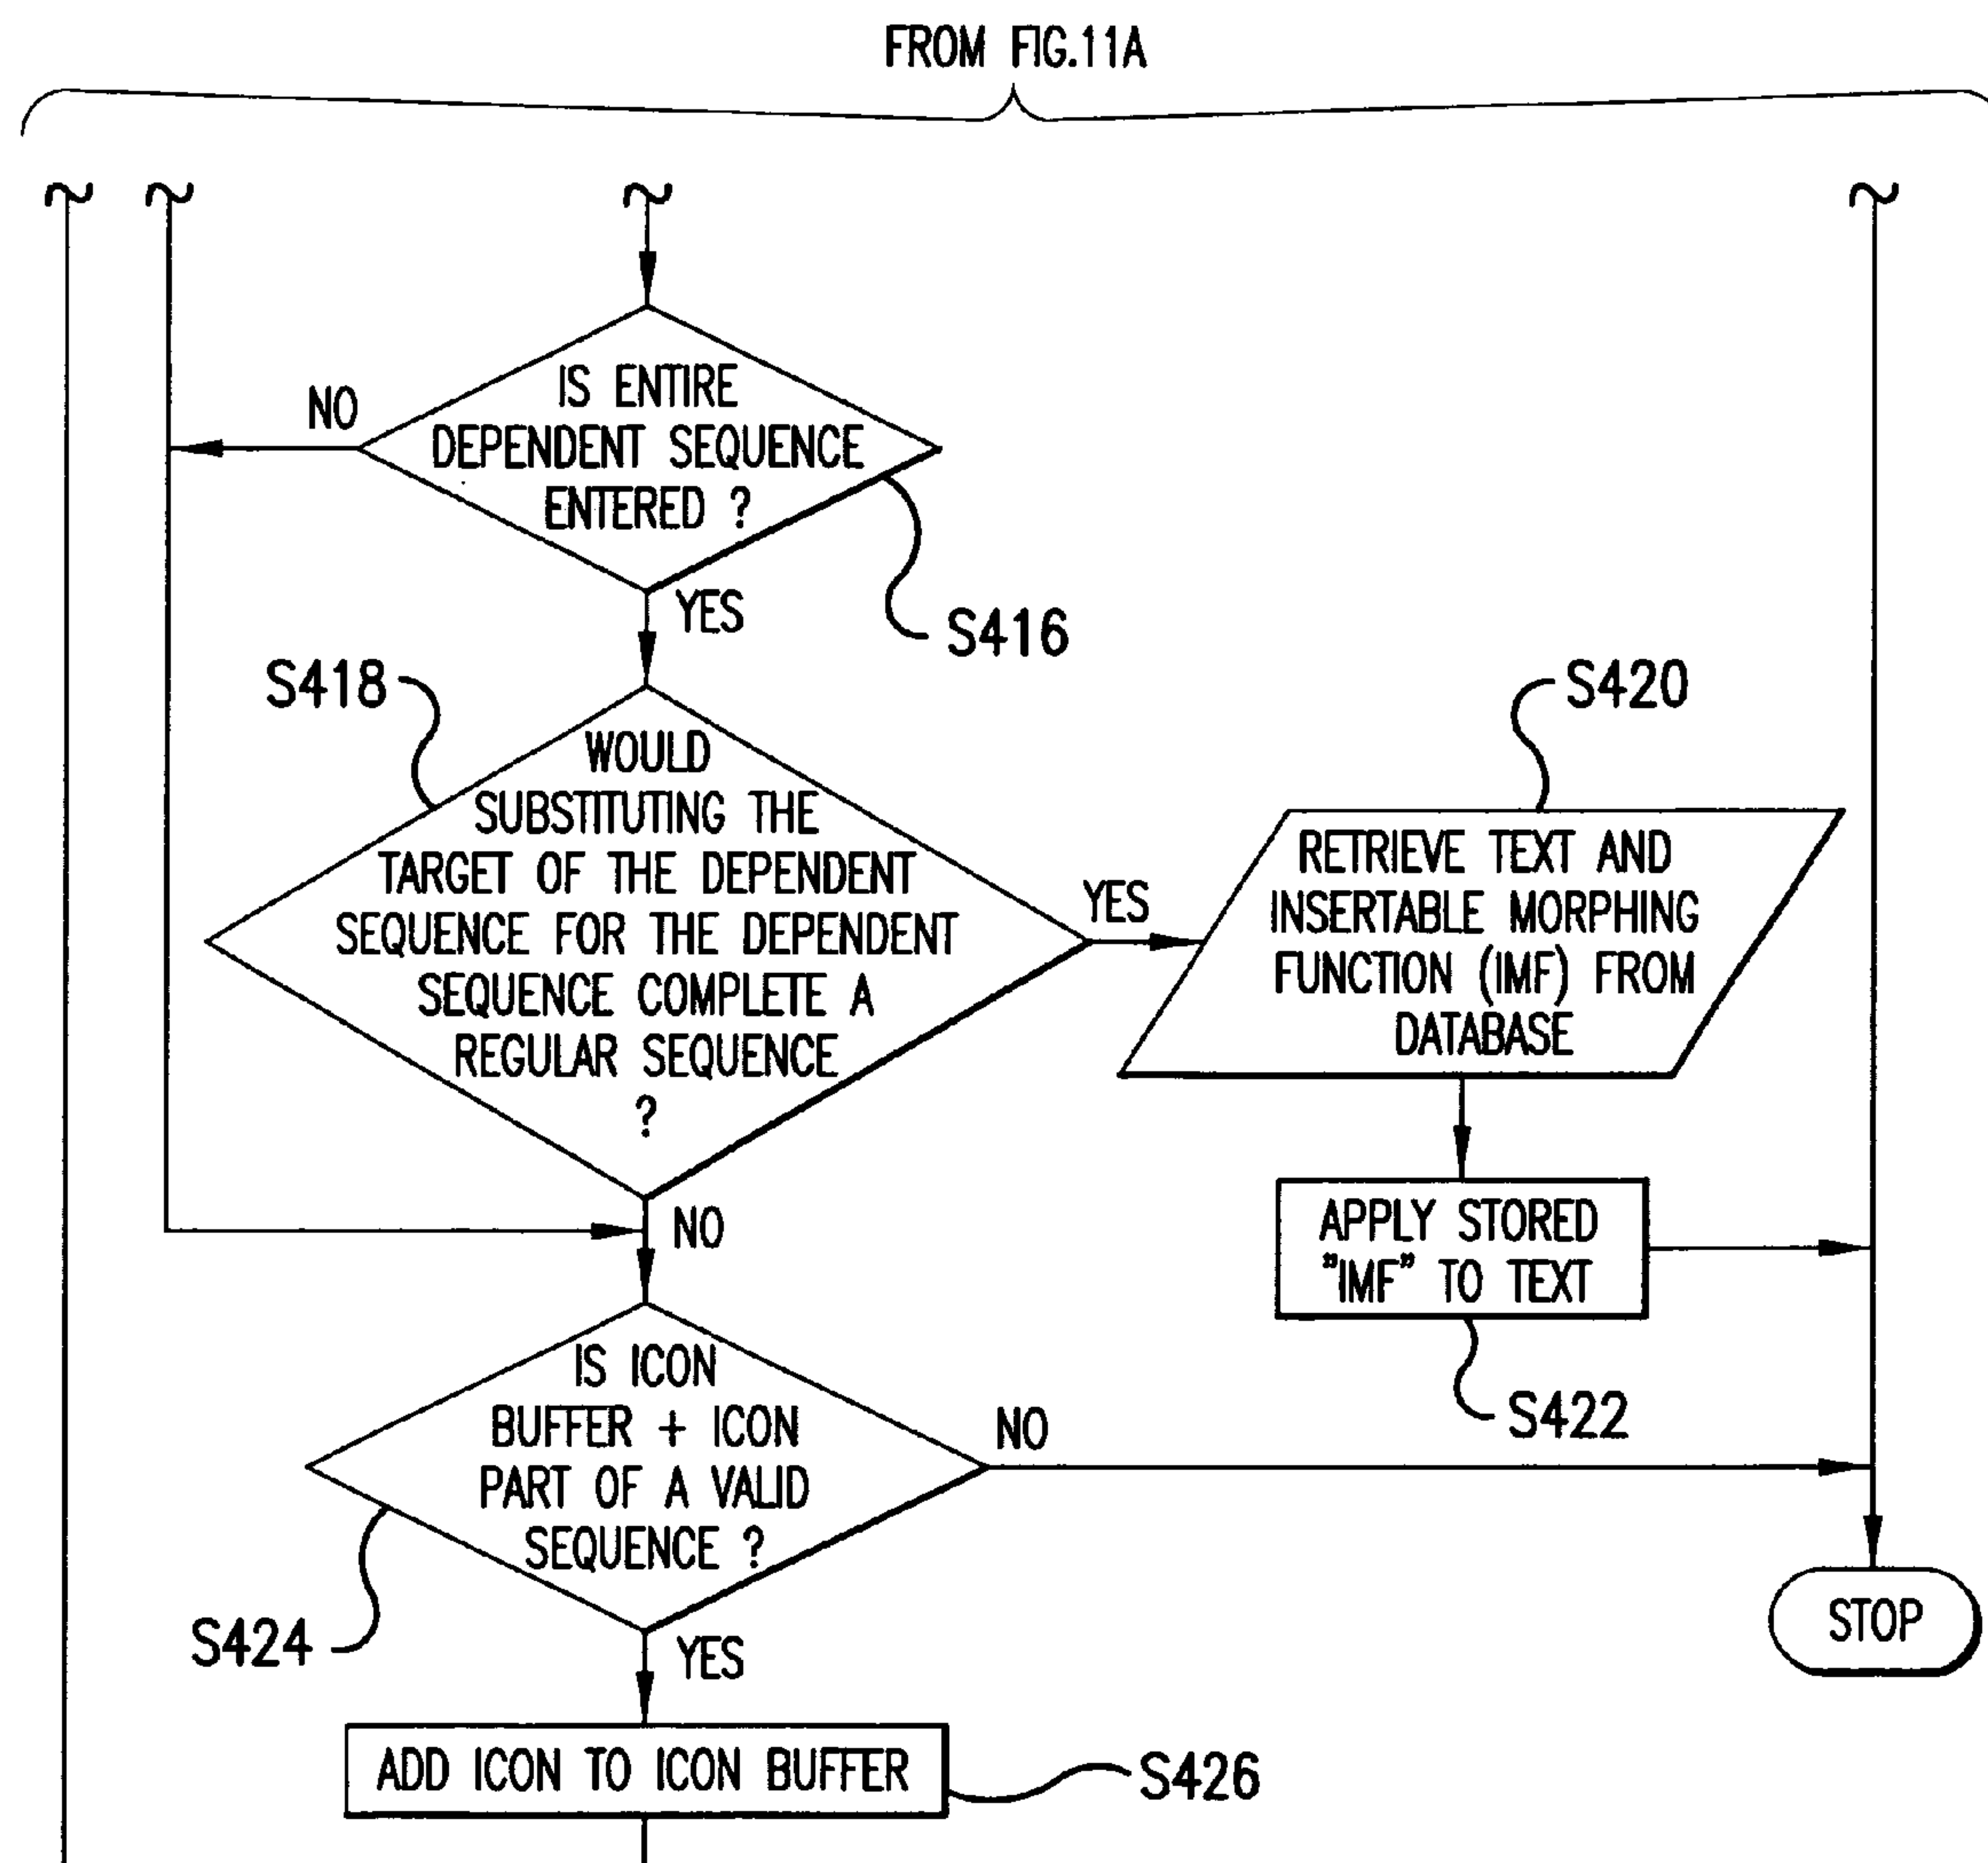 FROM FIG.11A
IS ENTIRE
DEPENDENT SEQUENCE
ENTERED ?
NO
YES
S416
S418
WOULD
SUBSTITUTING THE
TARGET OF THE DEPENDENT
SEQUENCE FOR THE DEPENDENT
SEQUENCE COMPLETE A
REGULAR SEQUENCE
?
YES
NO
S420
RETRIEVE TEXT AND
INSERTABLE MORPHING
FUNCTION (IMF) FROM
DATABASE
APPLY STORED
"IMF" TO TEXT
S422
IS ICON
BUFFER + ICON
PART OF A VALID
SEQUENCE ?
NO
S424
YES
STOP
ADD ICON TO ICON BUFFER
S426